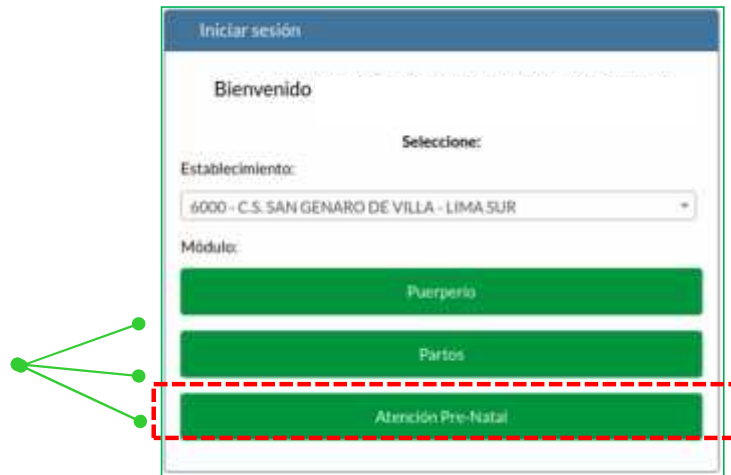 Iniciar sesión
Bienvenido
Seleccione:
Establecimiento:
6000 - C.S. SAN GENARO DE VILLA - LIMA SUR
Módulo:
Puerperio
Partos
Atención Pre-Natal